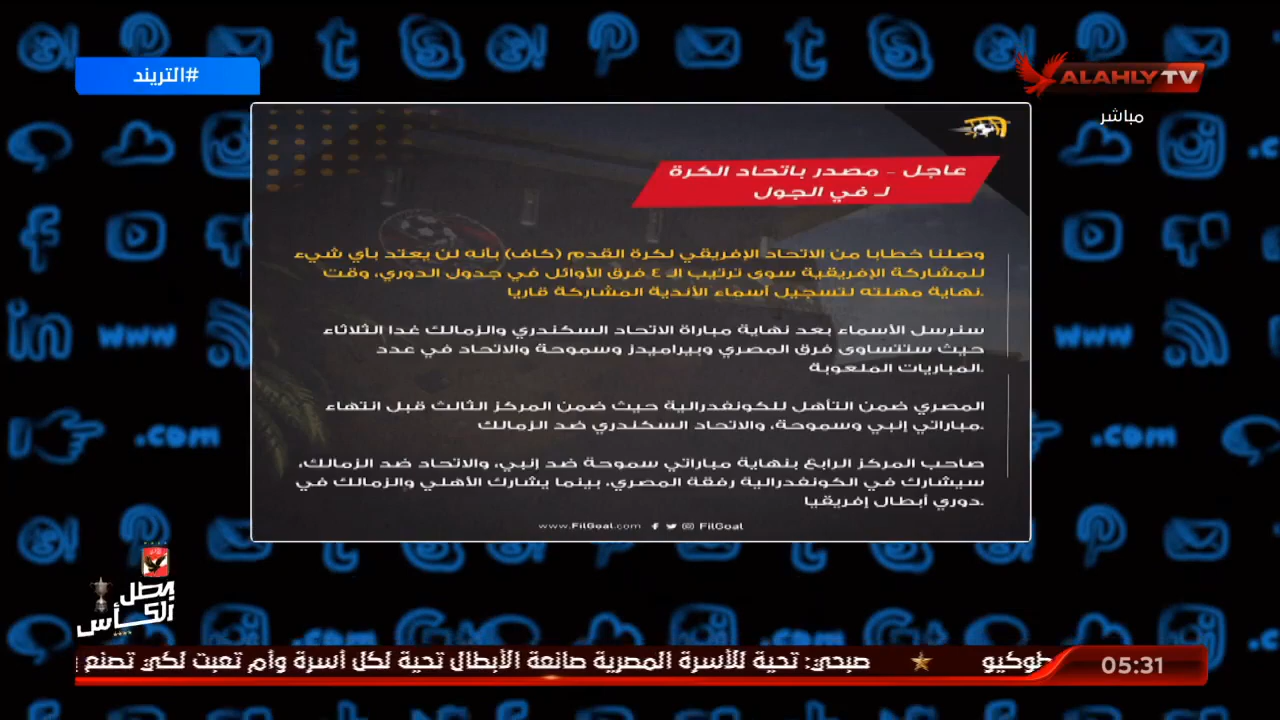 #التريند
ALAHLY TV
مباشر
عاجل - مصدر باتحاد الكرة
لـ في الجول
وصلنا خطابا من الاتحاد الإفريقي لكرة القدم (كاف) بأنه لن يعتد بأي شيء
للمشاركة الإفريقية سوى ترتيب الـ ٤ فرق الأوائل في جدول الدوري، وقت
نهاية مهلته لتسجيل أسماء الأندية المشاركة قاريا.
سنرسل الأسماء بعد نهاية مباراة الاتحاد السكندري والزمالك غدا الثلاثاء
حيث ستتساوى فرق المصري وبيراميدز وسموحة والاتحاد في عدد
المباريات الملعوبة.
المصري ضمن التأهل للكونفدرالية حيث ضمن المركز الثالث قبل انتهاء
مباراتي إنبي وسموحة، والاتحاد السكندري ضد الزمالك.
صاحب المركز الرابع بنهاية مباراتي سموحة ضد إنبي، والاتحاد ضد الزمالك،
سيشارك في الكونفدرالية رفقة المصري، بينما يشارك الأهلي والزمالك في
دوري أبطال إفريقيا.
www.FilGoal.com FilGoal
www
www
.com
.com
بطل
الكأس
طوكيو ★ صبحي: تحية للأسرة المصرية صانعة الأبطال تحية لكل أسرة وأم تعبت لكي تصنع
05:31